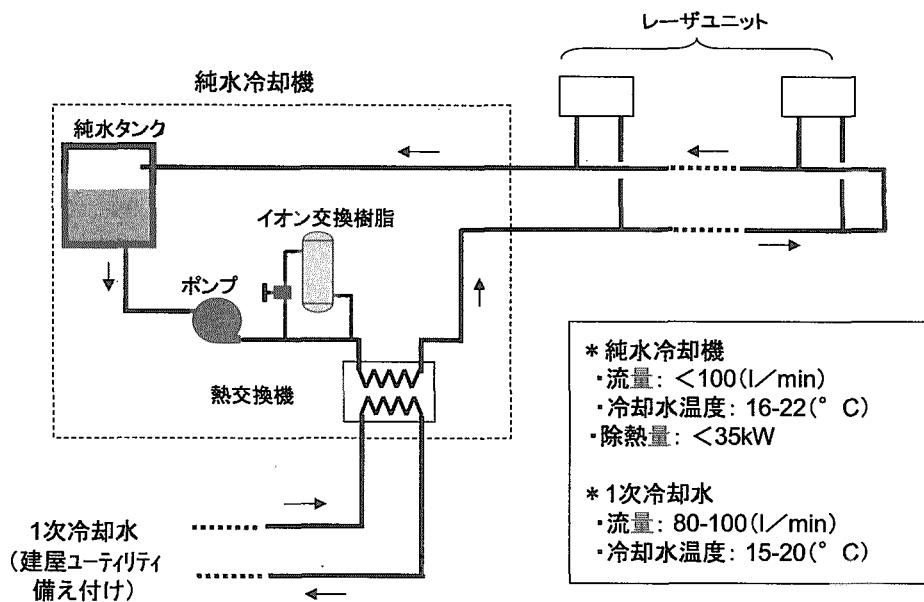 レーザユニット
純水冷却機
純水タンク
イオン交換樹脂
ポンプ
熱交換機
1次冷却水
(建屋ユーティリティ
備え付け)
*純水冷却機
・流量: <100(l/min)
・冷却水温度: 16-22(° C)
・除熱量: <35kW
*1次冷却水
・流量: 80-100(l/min)
・冷却水温度: 15-20(° C)